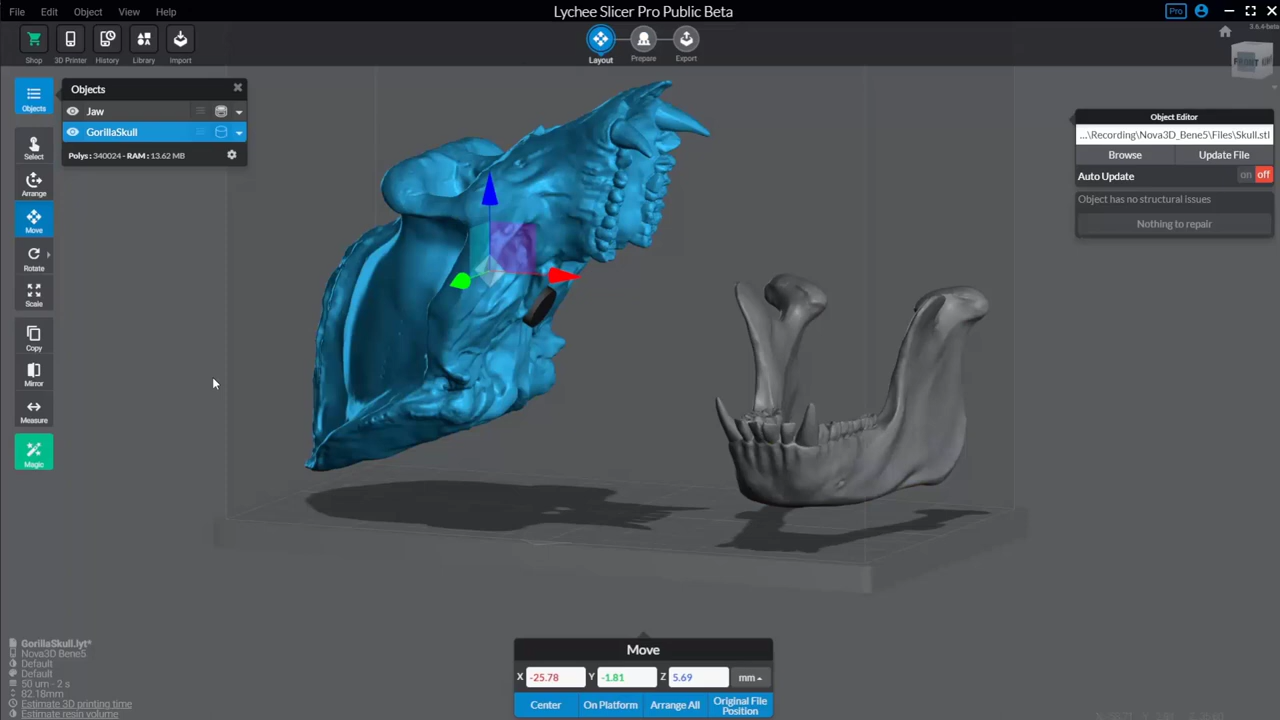 File Edit Object View Help
Lychee Slicer Pro Public Beta
Pro
3.6.4-beta
Shop 3D Printer History Library Import
Layout Prepare Export
FRONT
Objects
Objects
Jaw
GorillaSkull
Polys: 340024 - RAM: 13.62 MB
Select
Arrange
Move
Rotate
Scale
Copy
Mirror
Measure
Magic
Object Editor
...\Recording\Nova3D_Bene5\Files\Skull.stl
Browse Update File
Auto Update on off
Object has no structural issues
Nothing to repair
GorillaSkull.lyt*
Nova3D Bene5
Default
Default
50 um - 2 s
82.18mm
Estimate 3D printing time
Estimate resin volume
Move
X -25.78 Y -1.81 Z 5.69 mm
Center On Platform Arrange All Original File Position